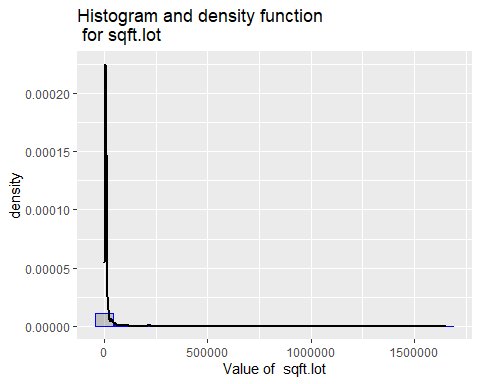 Histogram and density function
for sqft.lot
0.00020
0.00015
0.00010
0.00005
0.00000
density
0
500000
1000000
1500000
Value of  sqft.lot